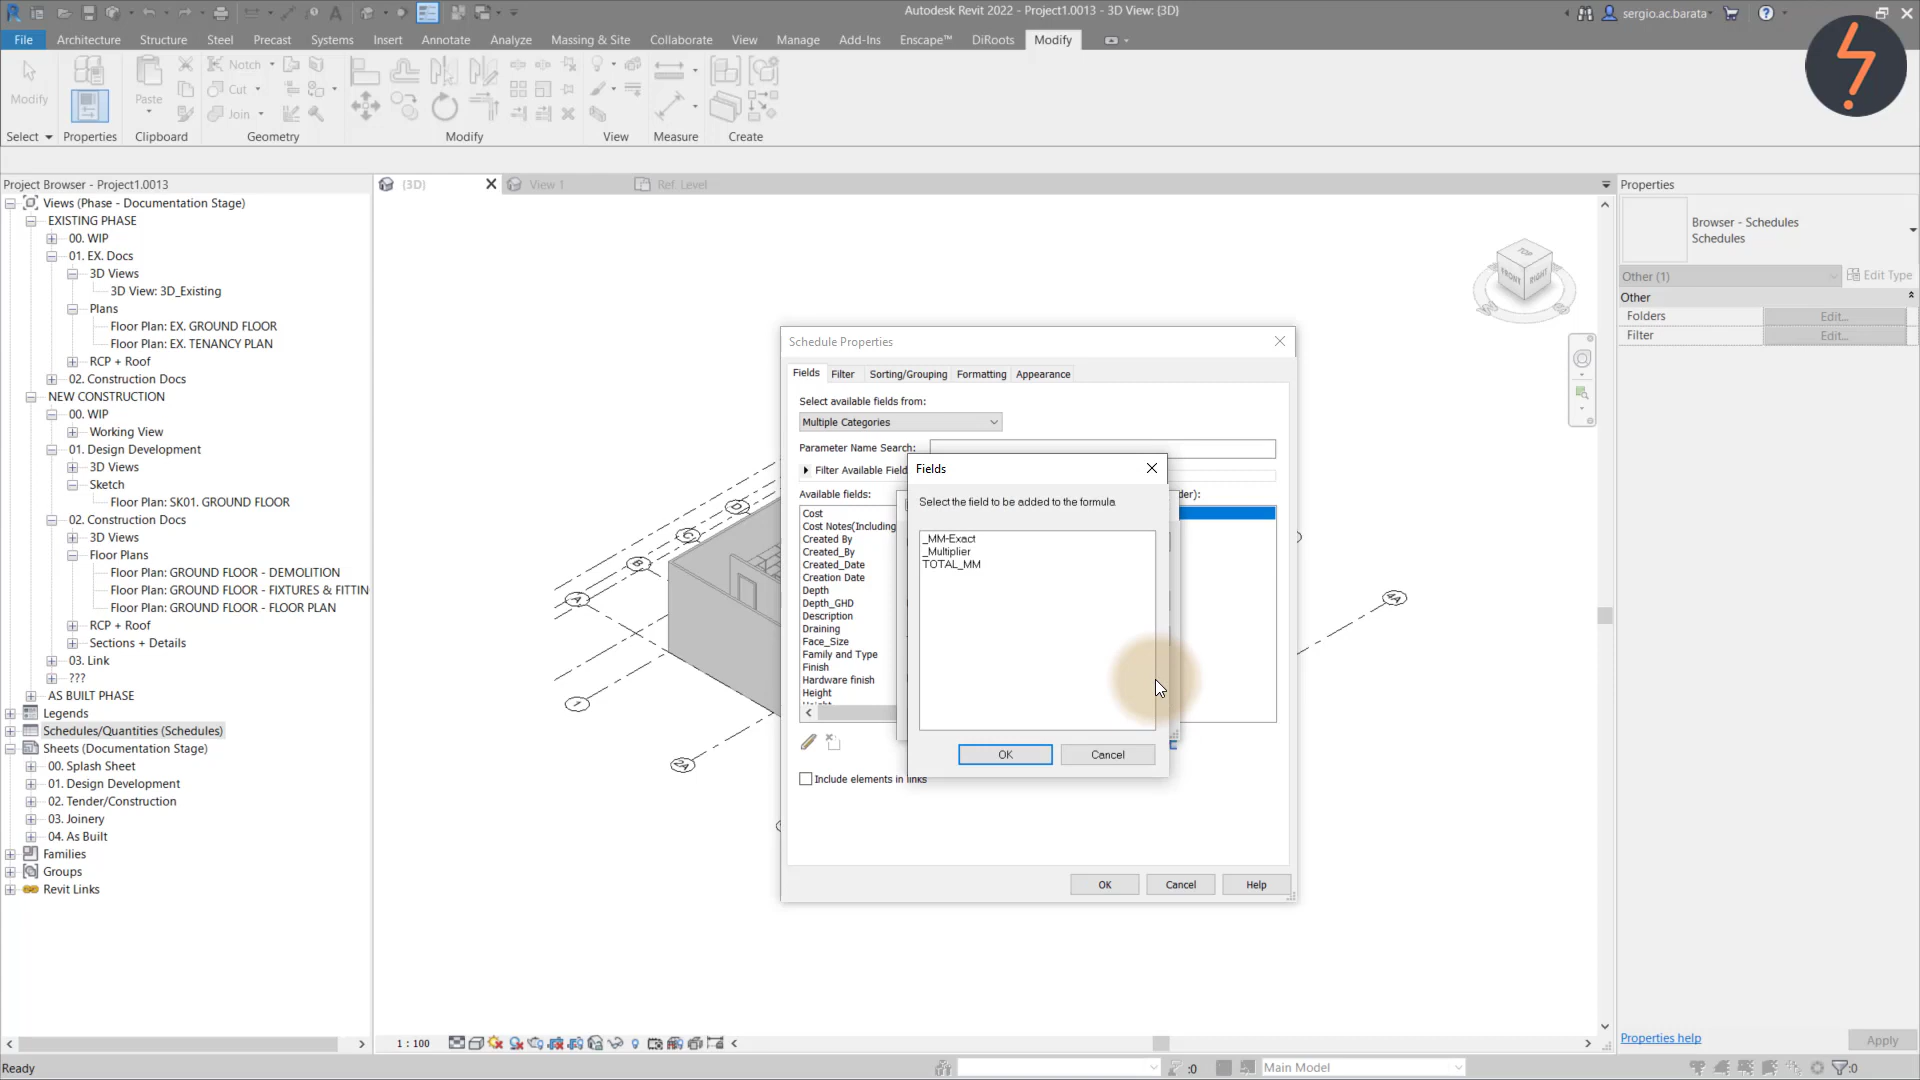 Autodesk Revit 2022 - Project1.0013 - 3D View: {3D}
sergio.ac.barata
File
Architecture
Structure
Steel
Precast
Systems
Insert
Annotate
Analyze
Massing & Site
Collaborate
View
Manage
Add-Ins
Enscape™
DiRoots
Modify
Modify
Paste
Notch
Cut
Join
Select
Properties
Clipboard
Geometry
Modify
View
Measure
Create
Project Browser - Project1.0013
{3D}
View 1
Ref. Level
Properties
Views (Phase - Documentation Stage)
EXISTING PHASE
00. WIP
01. EX. Docs
3D Views
3D View: 3D_Existing
Plans
Floor Plan: EX. GROUND FLOOR
Floor Plan: EX. TENANCY PLAN
RCP + Roof
02. Construction Docs
NEW CONSTRUCTION
00. WIP
Working View
01. Design Development
3D Views
Sketch
Floor Plan: SK01. GROUND FLOOR
02. Construction Docs
3D Views
Floor Plans
Floor Plan: GROUND FLOOR - DEMOLITION
Floor Plan: GROUND FLOOR - FIXTURES & FITTIN
Floor Plan: GROUND FLOOR - FLOOR PLAN
RCP + Roof
Sections + Details
03. Link
???
AS BUILT PHASE
Legends
Schedules/Quantities (Schedules)
Sheets (Documentation Stage)
00. Splash Sheet
01. Design Development
02. Tender/Construction
03. Joinery
04. As Built
Families
Groups
Revit Links
TOP
FRONT
RIGHT
D
C
B
A
1
2A
4A
Schedule Properties
Fields
Filter
Sorting/Grouping
Formatting
Appearance
Select available fields from:
Multiple Categories
Parameter Name Search:
Filter Available Field
Available fields:
der):
Cost
Cost Notes(Including
Created By
Created_By
Created_Date
Creation Date
Depth
Depth_GHD
Description
Draining
Face_Size
Family and Type
Finish
Hardware finish
Height
Include elements in links
OK
Cancel
Help
Fields
Select the field to be added to the formula
_MM-Exact
_Multiplier
TOTAL_MM
OK
Cancel
Browser - Schedules
Schedules
Other (1)
Edit Type
Other
Folders
Edit...
Filter
Edit...
Properties help
Apply
1 : 100
Ready
:0
Main Model
:0